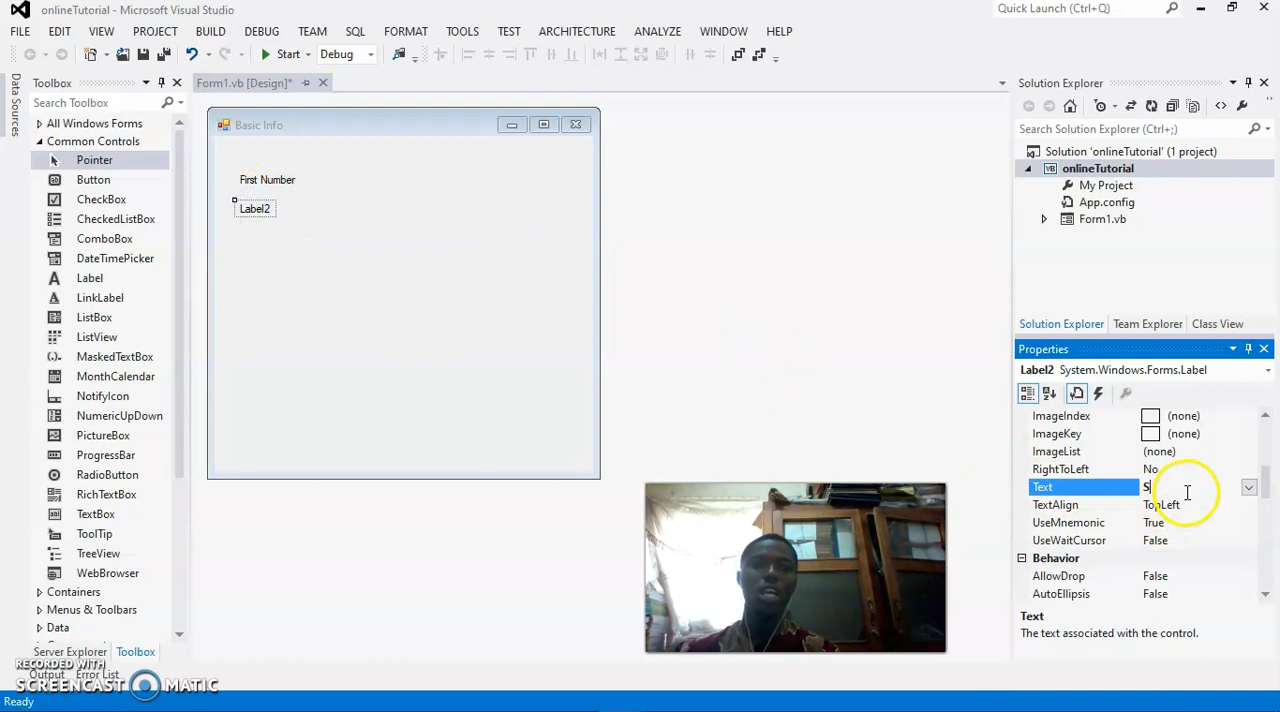 onlineTutorial - Microsoft Visual Studio
Quick Launch (Ctrl+Q)
FILE EDIT VIEW PROJECT BUILD DEBUG TEAM SQL FORMAT TOOLS TEST ARCHITECTURE ANALYZE WINDOW HELP
Start Debug
Data Sources
Toolbox
Search Toolbox
All Windows Forms
Common Controls
Pointer
Button
CheckBox
CheckedListBox
ComboBox
DateTimePicker
Label
LinkLabel
ListBox
ListView
MaskedTextBox
MonthCalendar
NotifyIcon
NumericUpDown
PictureBox
ProgressBar
RadioButton
RichTextBox
TextBox
ToolTip
TreeView
WebBrowser
Containers
Menus & Toolbars
Data
Server Explorer Toolbox
Output Error List
RECORDED WITH
SCREENCAST MATIC
Ready
Form1.vb [Design]*
Basic Info
First Number
Label2
Solution Explorer
Search Solution Explorer (Ctrl+;)
Solution 'onlineTutorial' (1 project)
VB onlineTutorial
My Project
App.config
Form1.vb
Solution Explorer Team Explorer Class View
Properties
Label2 System.Windows.Forms.Label
ImageIndex (none)
ImageKey (none)
ImageList (none)
RightToLeft No
Text S
TextAlign TopLeft
UseMnemonic True
UseWaitCursor False
Behavior
AllowDrop False
AutoEllipsis False
Text
The text associated with the control.